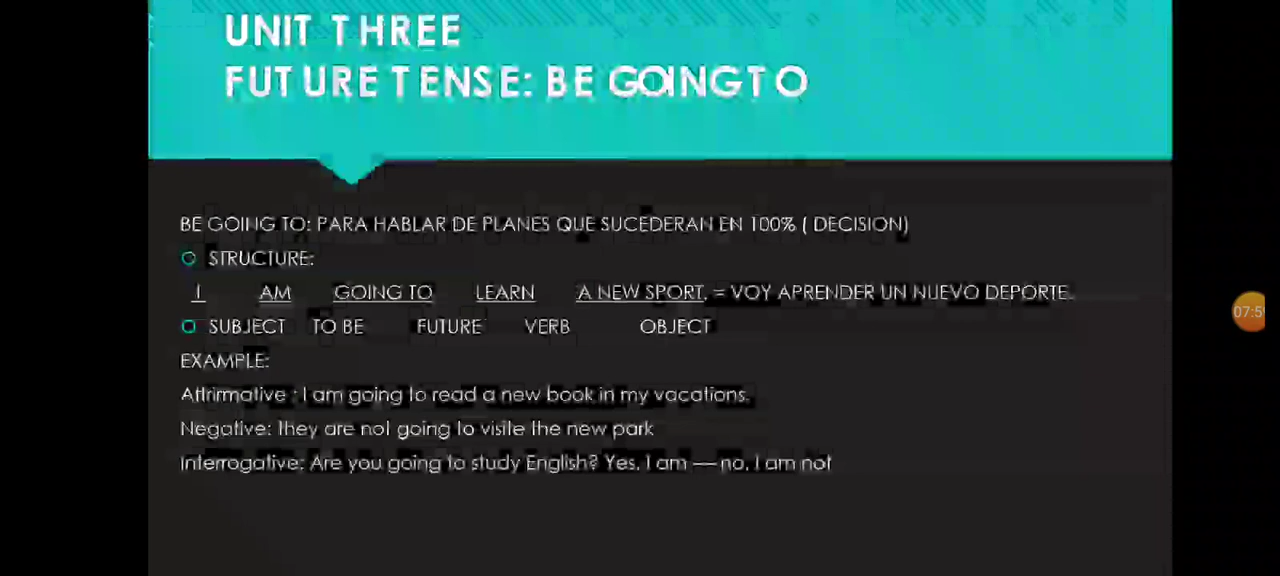 UNIT THREE
FUTURE TENSE: BE GOING TO
BE GOING TO: PARA HABLAR DE PLANES QUE SUCEDERAN EN 100% ( DECISION)
STRUCTURE:
I AM GOING TO LEARN A NEW SPORT. = VOY APRENDER UN NUEVO DEPORTE.
SUBJECT TO BE FUTURE VERB OBJECT
EXAMPLE:
Attrirmative : I am going to read a new book in my vacations.
Negative: they are not going to visite the new park
Interrogative: Are you going to study English? Yes, I am — no, I am not
07:5